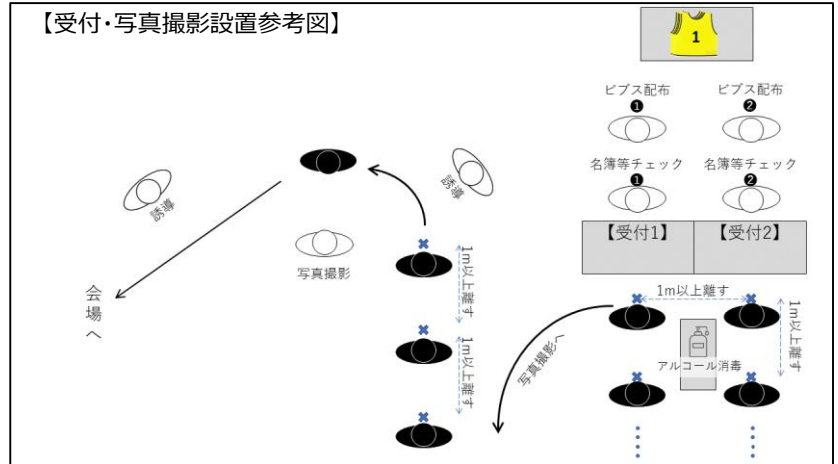 【受付・写真撮影設置参考図】
1
ビブス配布
❶
ビブス配布
❷
名簿等チェック
❶
名簿等チェック
❷
【受付1】
【受付2】
誘導
誘導
写真撮影
会場へ
1m以上離す
1m以上離す
写真撮影へ
1m以上離す
1m以上離す
アルコール消毒